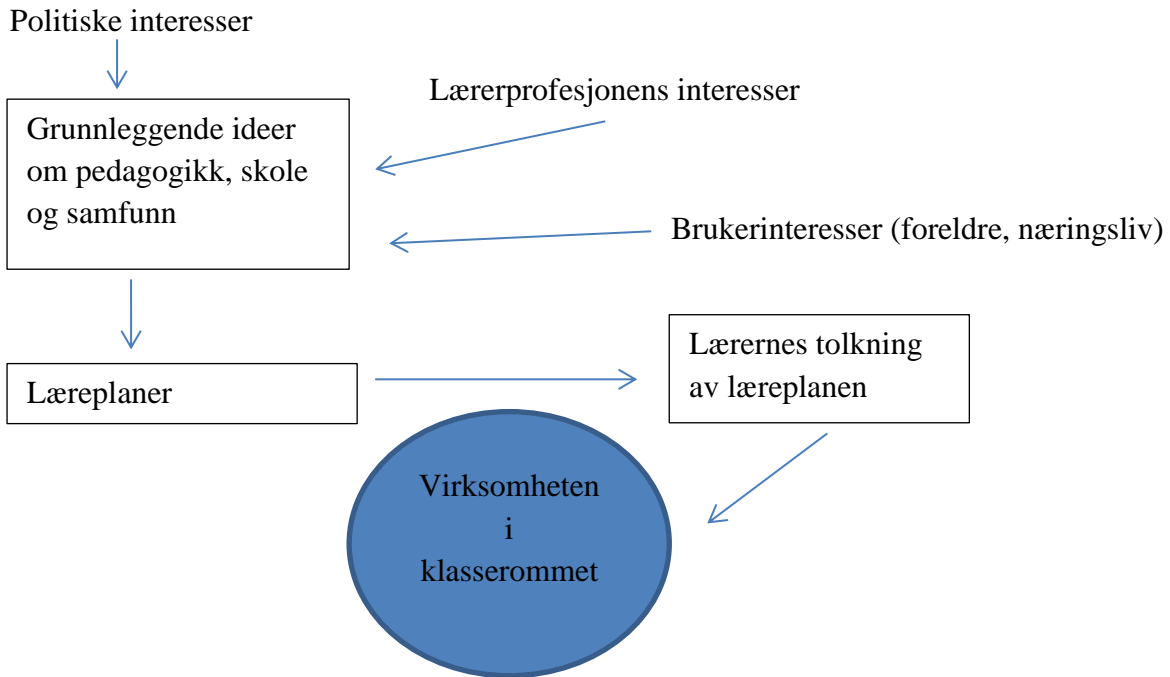 Politiske interesser
Lærerprofesjonens interesser
Grunnleggende ideer
om pedagogikk, skole
og samfunn
Brukerinteresser (foreldre, næringsliv)
Lærernes tolkning
av læreplanen
Læreplaner
Virksomheten
i
klasserommet